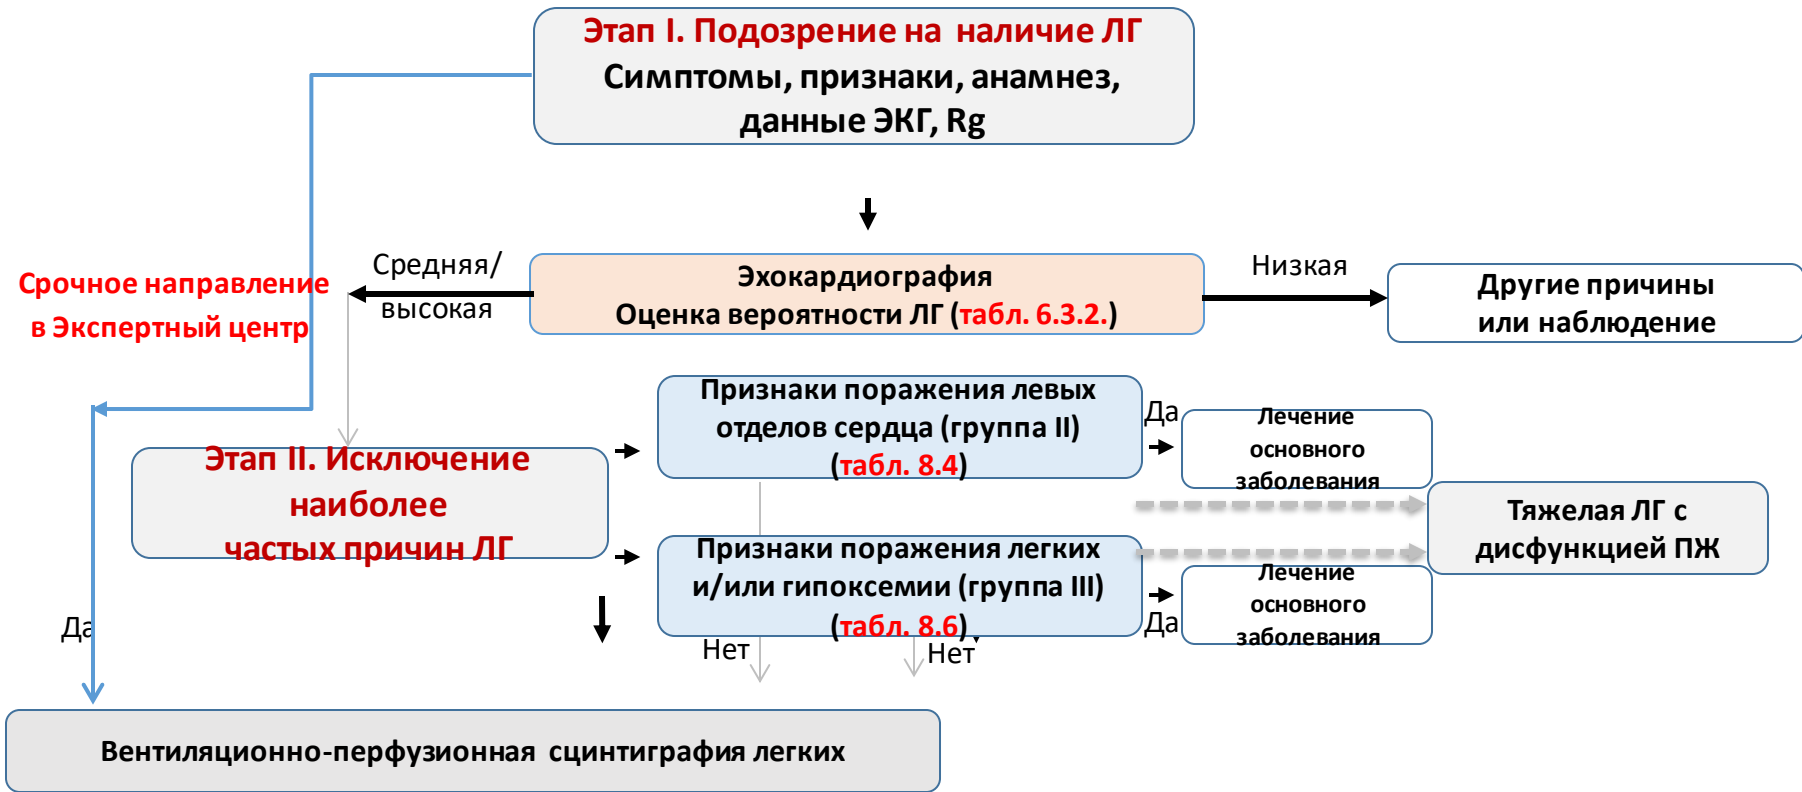 Этап I. Подозрение на наличие ЛГ
Симптомы, признаки, анамнез,
данные ЭКГ, Rg
Срочное направление
в Экспертный центр
Средняя/
высокая
Эхокардиография
Оценка вероятности ЛГ (табл. 6.3.2.)
Низкая
Другие причины
или наблюдение
Этап II. Исключение
наиболее
частых причин ЛГ
Признаки поражения левых
отделов сердца (группа II)
(табл. 8.4)
Да
Лечение
основного
заболевания
Тяжелая ЛГ с
дисфункцией ПЖ
Признаки поражения легких
и/или гипоксемии (группа III)
(табл. 8.6)
Да
Лечение
основного
заболевания
Да
Нет
Нет
Вентиляционно-перфузионная сцинтиграфия легких